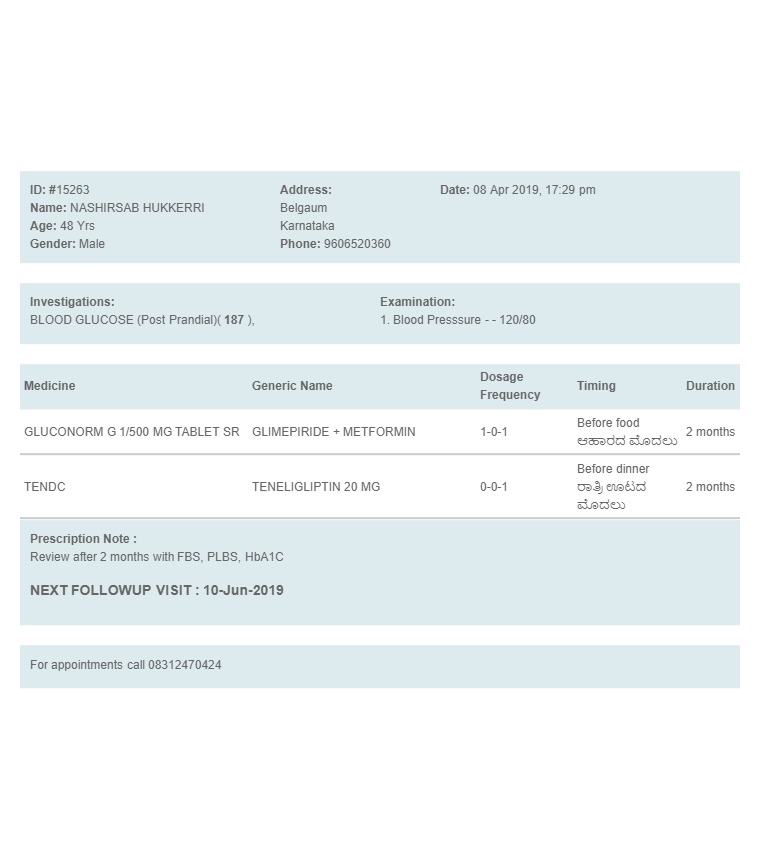 ID: #15263
Name: NASHIRSAB HUKKERRI
Age: 48 Yrs
Gender: Male
Address:
Belgaum
Karnataka
Phone: 9606520360
Date: 08 Apr 2019, 17:29 pm
Investigations:
BLOOD GLUCOSE (Post Prandial)( 187 ),
Examination:
1. Blood Presssure - - 120/80
Medicine Generic Name Dosage Frequency Timing Duration
GLUCONORM G 1/500 MG TABLET SR GLIMEPIRIDE + METFORMIN 1-0-1 Before food 2 months
ಆಹಾರದ ಮೊದಲು
TENDC TENELIGLIPTIN 20 MG 0-0-1 Before dinner 2 months
ರಾತ್ರಿ ಊಟದ
ಮೊದಲು
Prescription Note :
Review after 2 months with FBS, PLBS, HbA1C
NEXT FOLLOWUP VISIT : 10-Jun-2019
For appointments call 08312470424